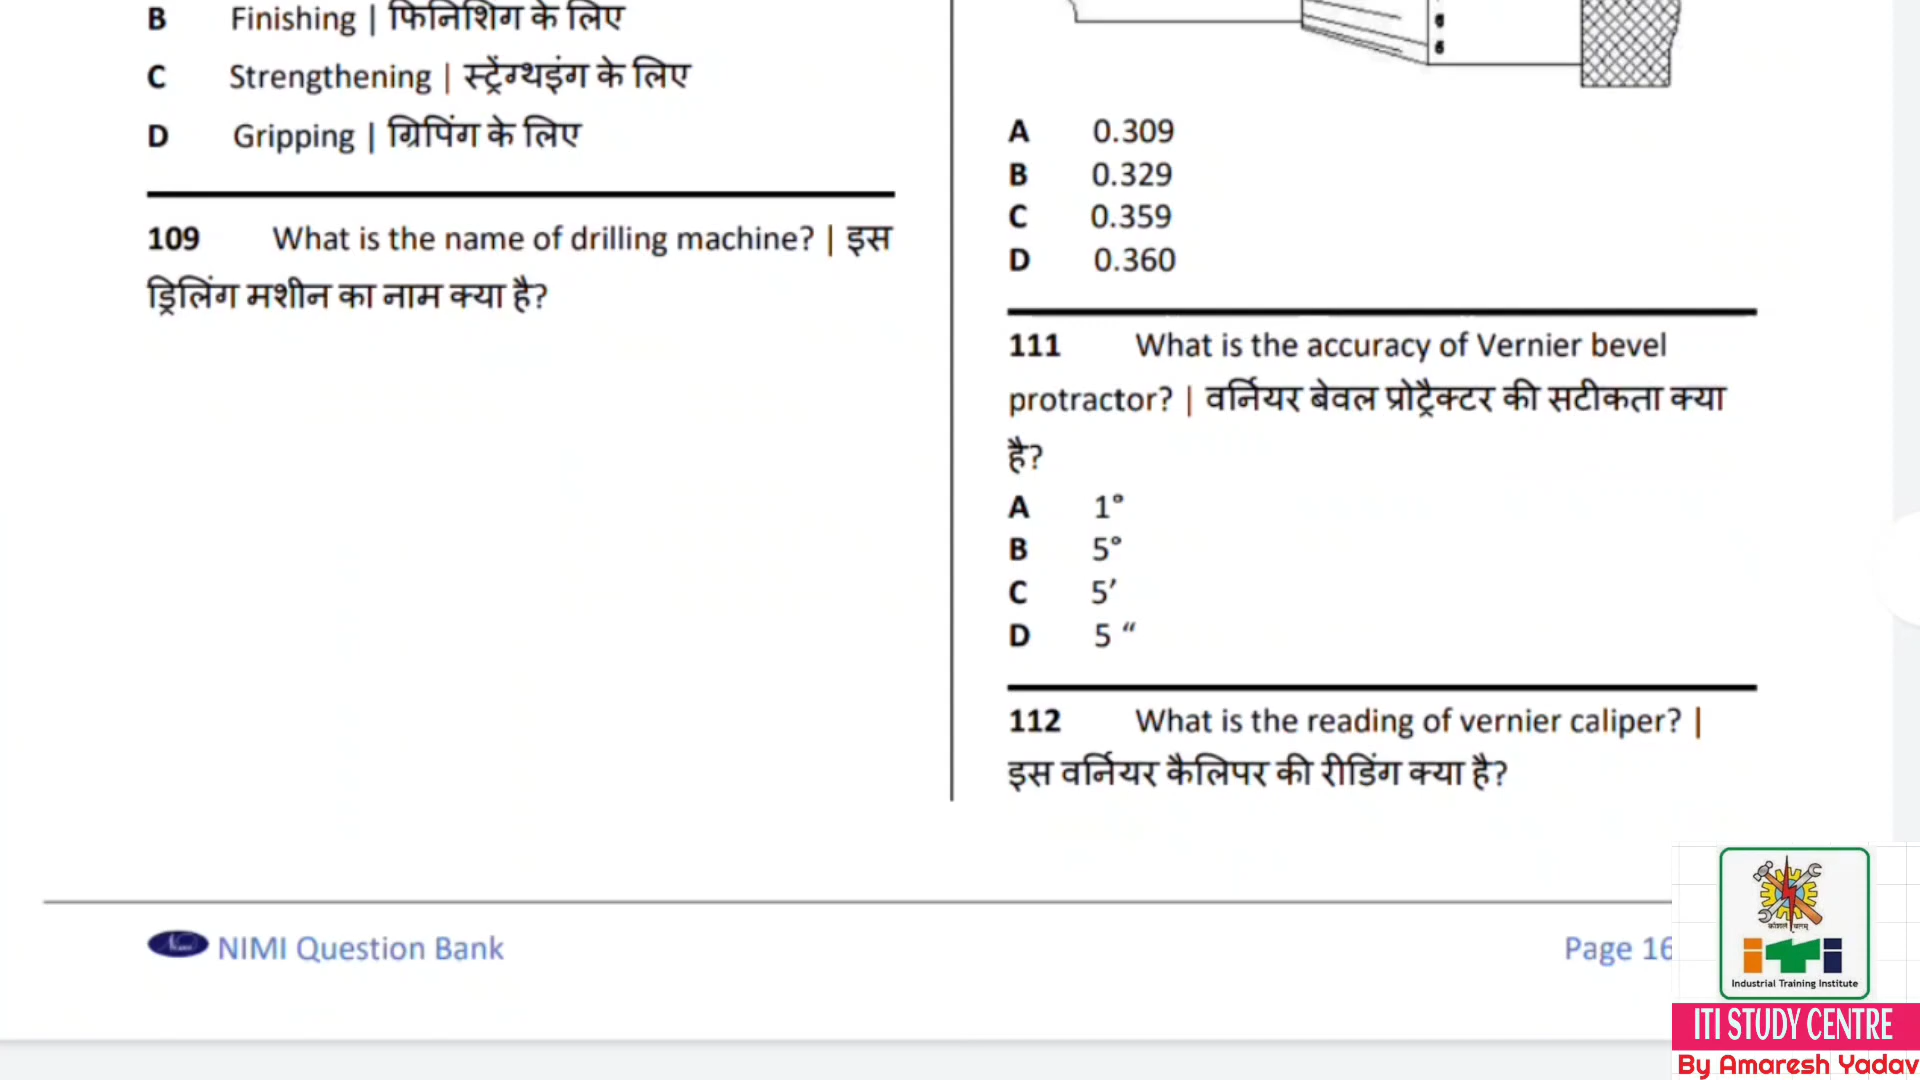 B Finishing | फिनिशिंग के लिए
C Strengthening | स्ट्रेंग्थइंग के लिए
D Gripping | ग्रिपिंग के लिए
109 What is the name of drilling machine? | इस
ड्रिलिंग मशीन का नाम क्या है?
A 0.309
B 0.329
C 0.359
D 0.360
111 What is the accuracy of Vernier bevel
protractor? | वर्नियर बेवल प्रोट्रैक्टर की सटीकता क्या
है?
A 1°
B 5°
C 5′
D 5 “
112 What is the reading of vernier caliper? |
इस वर्नियर कैलिपर की रीडिंग क्या है?
NIMI Question Bank
Page 16
Industrial Training Institute
ITI STUDY CENTRE
By Amaresh Yadav